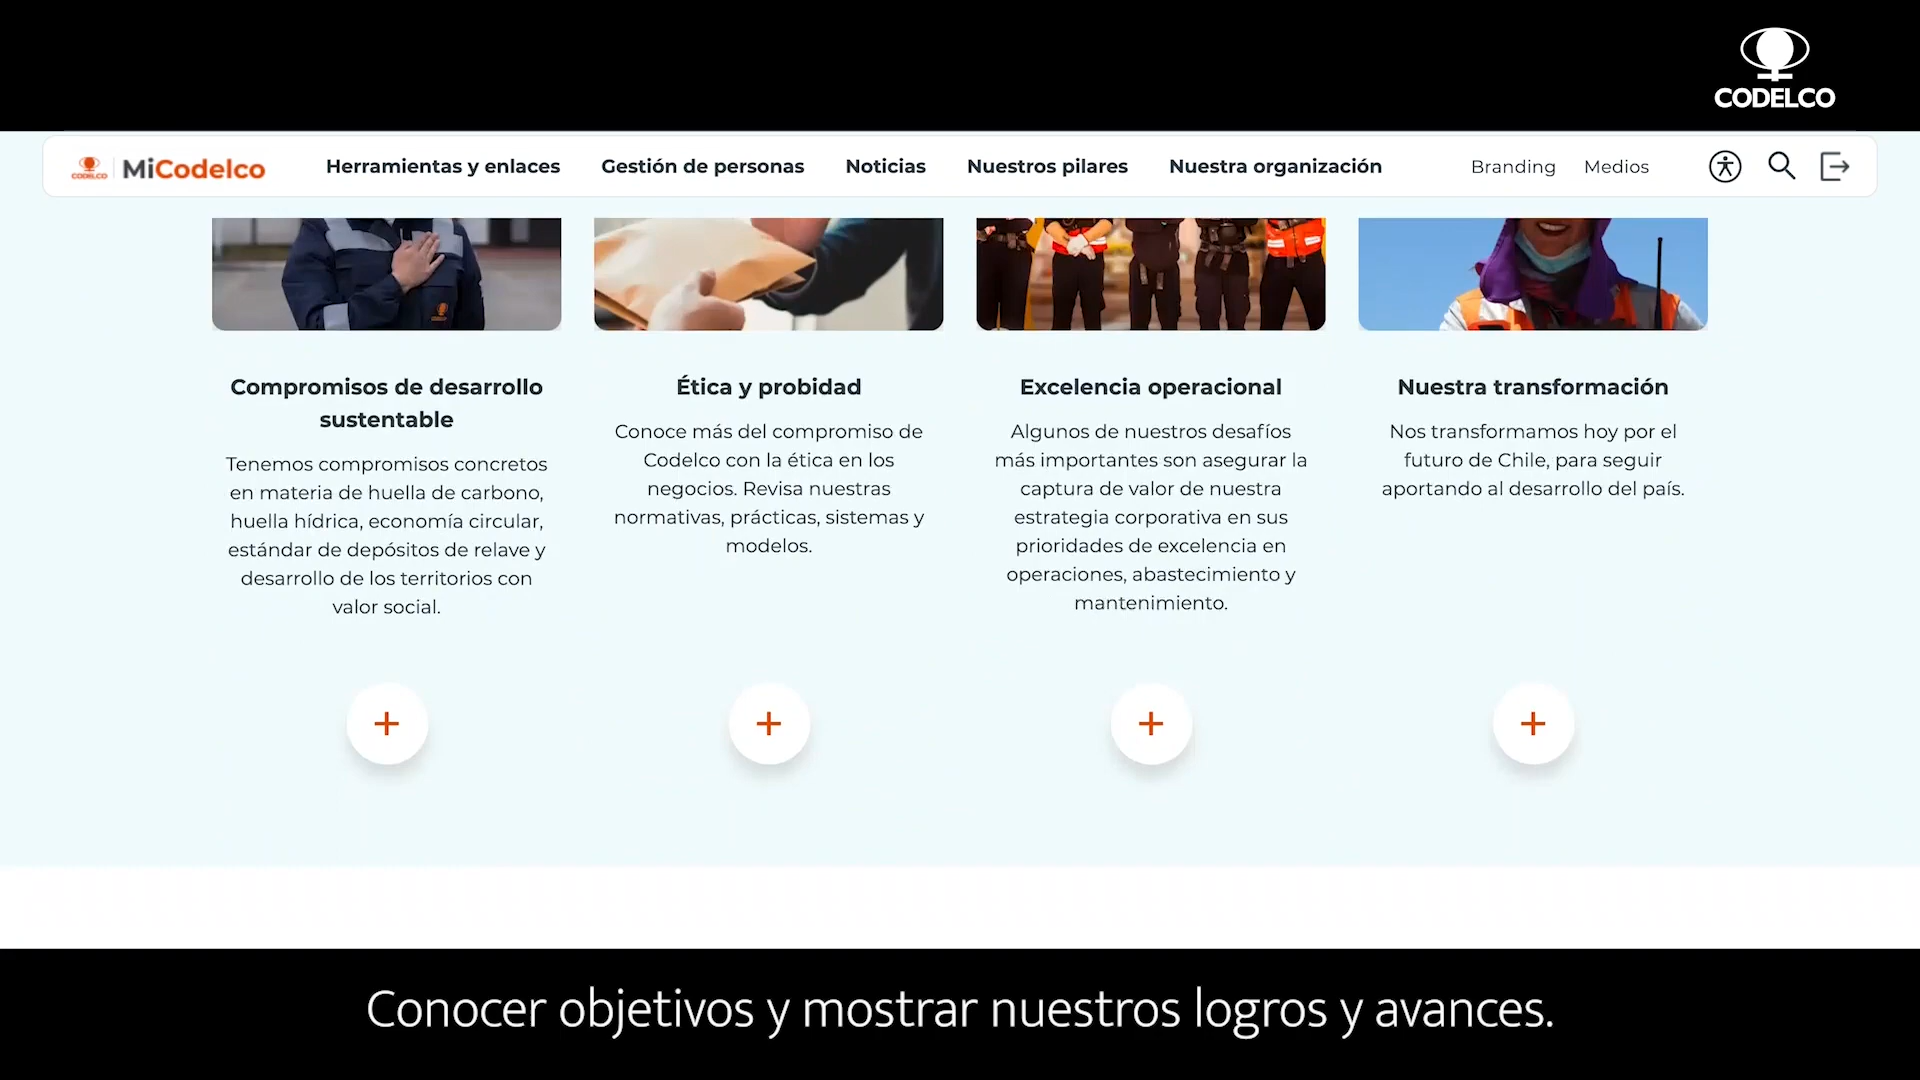 CODELCO
CODELCO
MiCodelco
Herramientas y enlaces
Gestión de personas
Noticias
Nuestros pilares
Nuestra organización
Branding
Medios
Compromisos de desarrollo
sustentable
Tenemos compromisos concretos
en materia de huella de carbono,
huella hídrica, economía circular,
estándar de depósitos de relave y
desarrollo de los territorios con
valor social.
Ética y probidad
Conoce más del compromiso de
Codelco con la ética en los
negocios. Revisa nuestras
normativas, prácticas, sistemas y
modelos.
Excelencia operacional
Algunos de nuestros desafíos
más importantes son asegurar la
captura de valor de nuestra
estrategia corporativa en sus
prioridades de excelencia en
operaciones, abastecimiento y
mantenimiento.
Nuestra transformación
Nos transformamos hoy por el
futuro de Chile, para seguir
aportando al desarrollo del país.
Conocer objetivos y mostrar nuestros logros y avances.